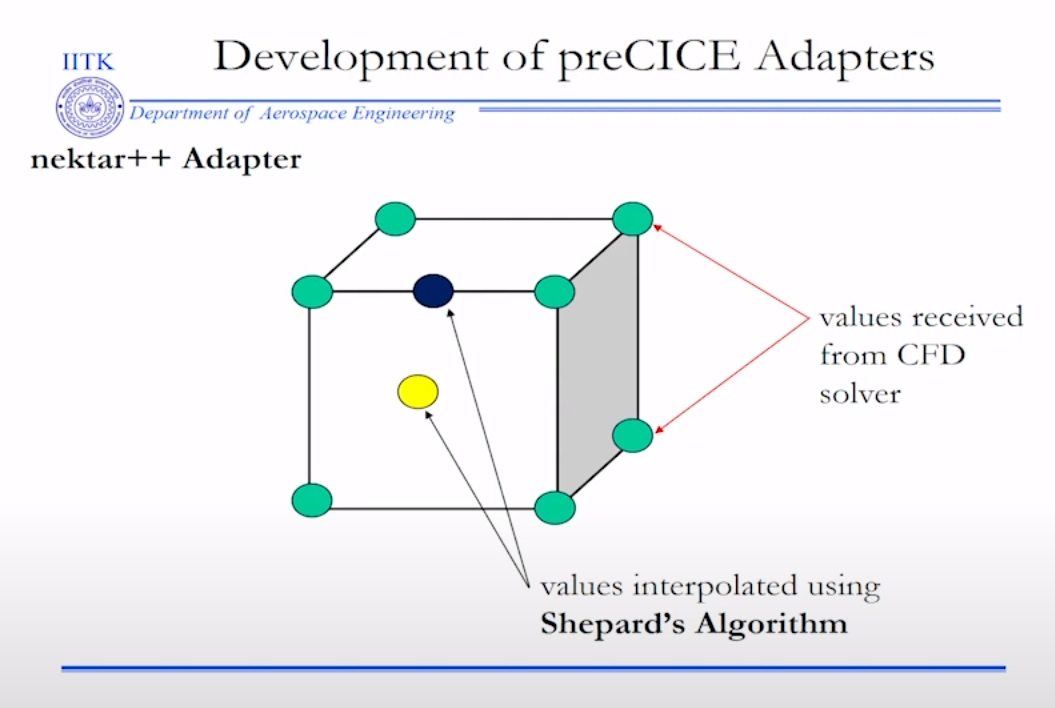 IITK
Development of preCICE Adapters
Department of Aerospace Engineering
nektar++ Adapter
values received
from CFD
solver
values interpolated using
Shepard's Algorithm